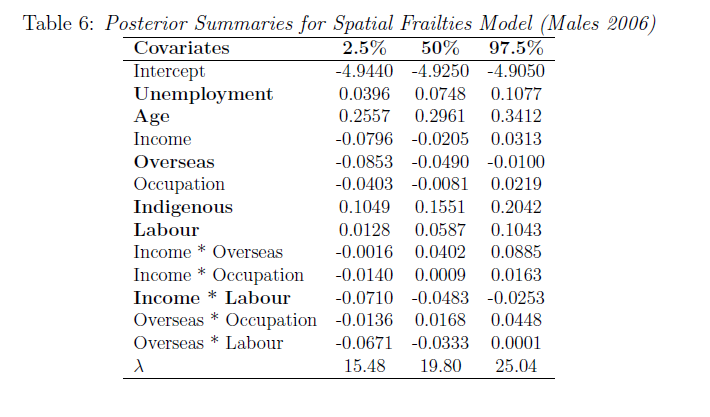 Table 6: Posterior Summaries for Spatial Frailties Model (Males 2006)
Covariates 2.5% 50% 97.5%
Intercept -4.9440 -4.9250 -4.9050
Unemployment 0.0396 0.0748 0.1077
Age 0.2557 0.2961 0.3412
Income -0.0796 -0.0205 0.0313
Overseas -0.0853 -0.0490 -0.0100
Occupation -0.0403 -0.0081 0.0219
Indigenous 0.1049 0.1551 0.2042
Labour 0.0128 0.0587 0.1043
Income * Overseas -0.0016 0.0402 0.0885
Income * Occupation -0.0140 0.0009 0.0163
Income * Labour -0.0710 -0.0483 -0.0253
Overseas * Occupation -0.0136 0.0168 0.0448
Overseas * Labour -0.0671 -0.0333 0.0001
λ 15.48 19.80 25.04